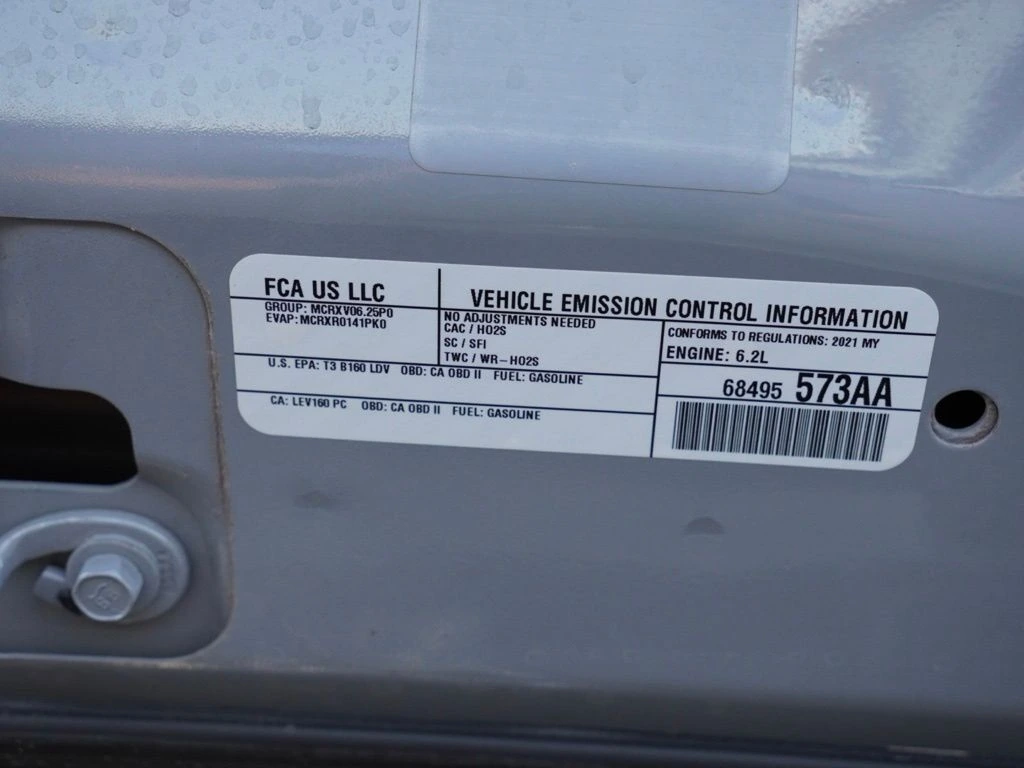 FCA US LLC
GROUP: MCRXV06.25P0
EVAP: MCRXR0141PK0
VEHICLE EMISSION CONTROL INFORMATION
NO ADJUSTMENTS NEEDED
CAC / HO2S
SC / SFI
TWC / WR-HO2S
CONFORMS TO REGULATIONS: 2021 MY
ENGINE: 6.2L
U.S. EPA: T3 B160 LDV OBD: CA OBD II FUEL: GASOLINE
CA: LEV160 PC OBD: CA OBD II FUEL: GASOLINE
68495 573AA